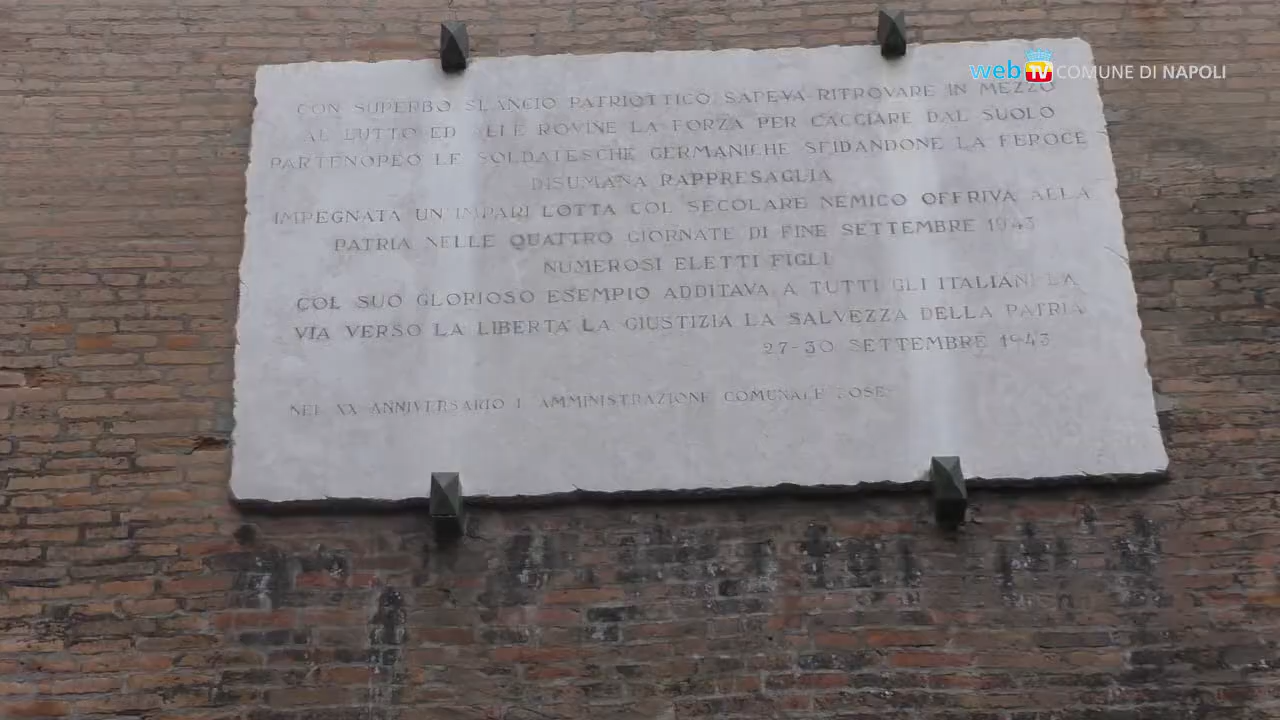 web TV COMUNE DI NAPOLI
CON SUPERBO SLANCIO PATRIOTTICO SAPEVA RITROVARE IN MEZZO
AL LUTTO ED ALLE ROVINE LA FORZA PER CACCIARE DAL SUOLO
PARTENOPEO LE SOLDATESCHE GERMANICHE SFIDANDONE LA FEROCE
DISUMANA RAPPRESAGLIA
IMPEGNATA UN'IMPARI LOTTA COL SECOLARE NEMICO OFFRIVA ALLA
PATRIA NELLE QUATTRO GIORNATE DI FINE SETTEMBRE 1943
NUMEROSI ELETTI FIGLI
COL SUO GLORIOSO ESEMPIO ADDITAVA A TUTTI GLI ITALIANI LA
VIA VERSO LA LIBERTA' LA GIUSTIZIA LA SALVEZZA DELLA PATRIA
27-30 SETTEMBRE 1943
NEL XX ANNIVERSARIO L'AMMINISTRAZIONE COMUNALE POSE